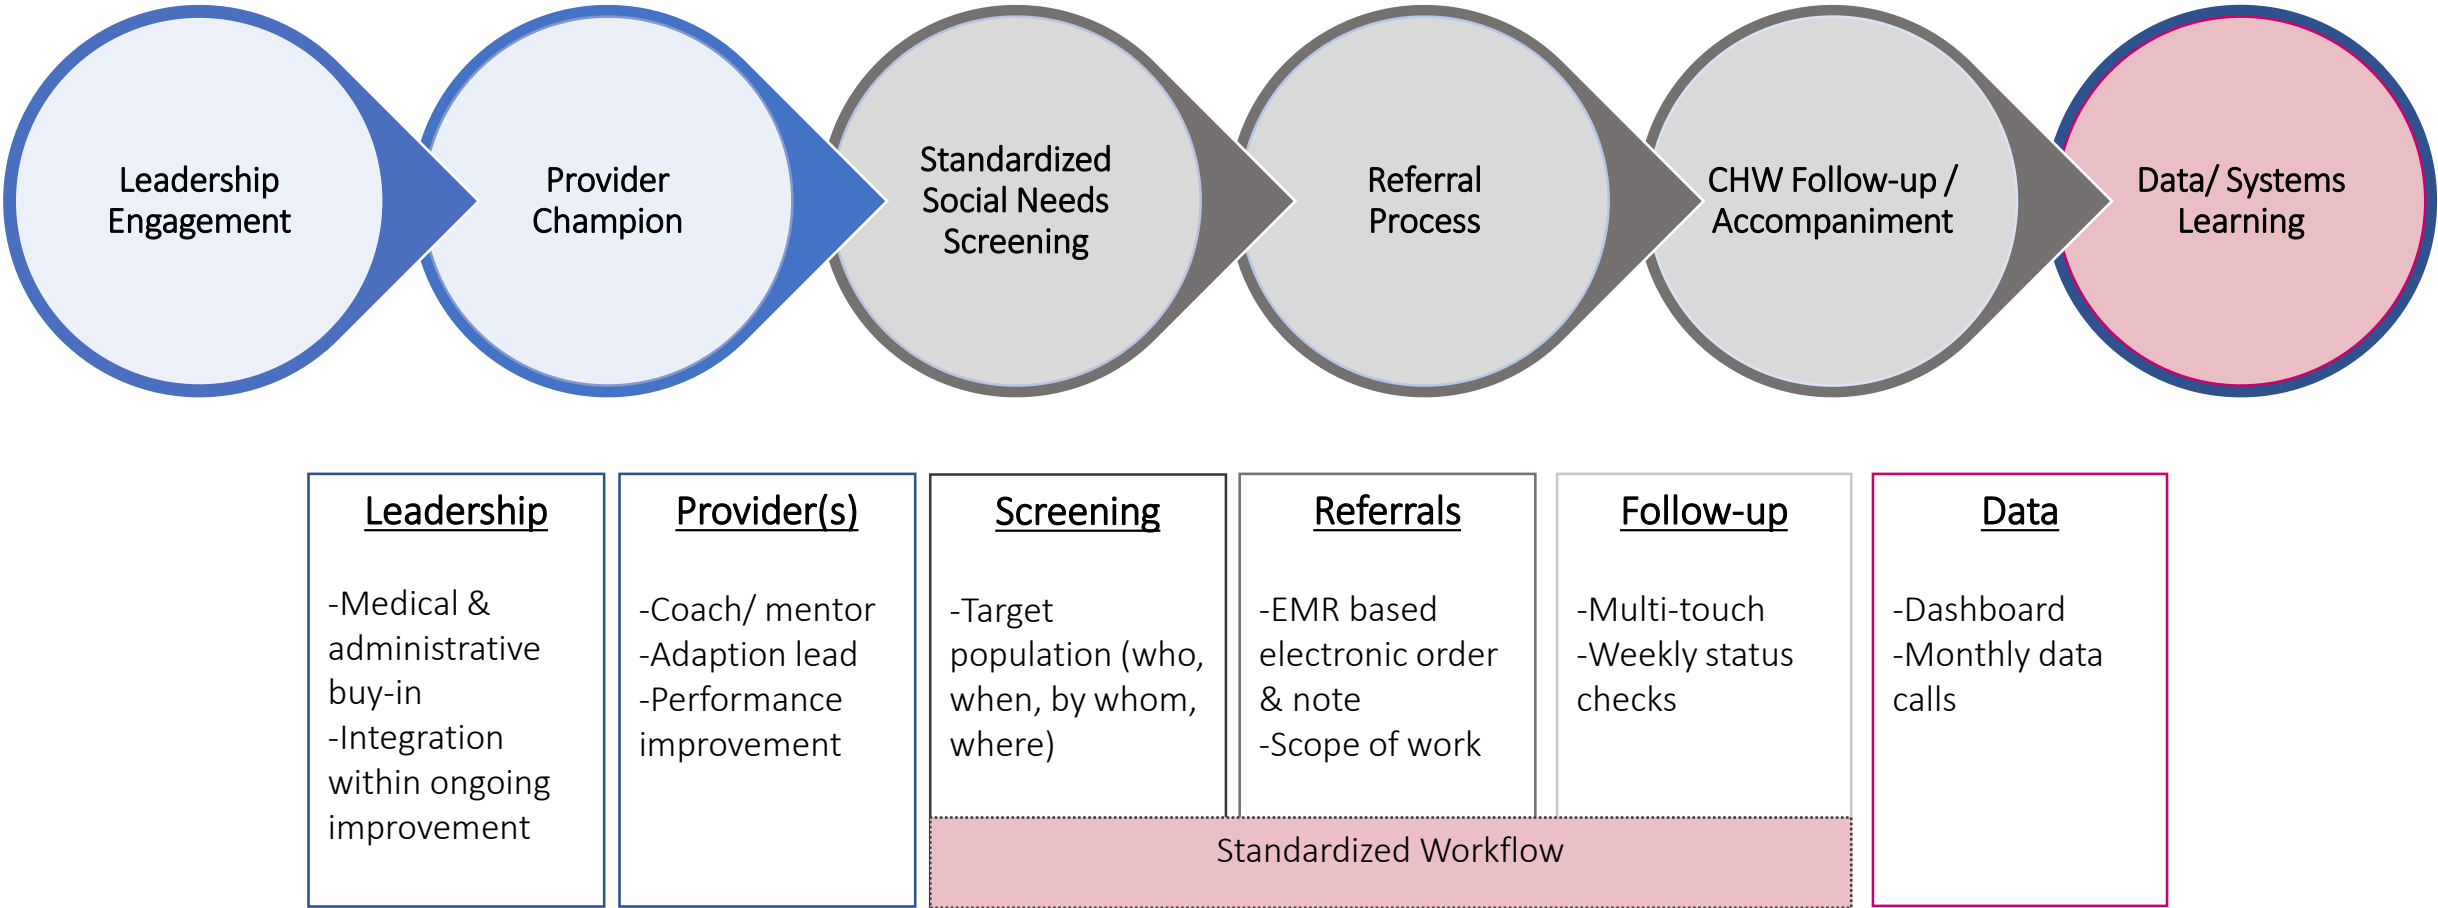 Leadership
Engagement
Provider
Champion
Standardized
Social Needs
Screening
Referral
Process
CHW Follow-up /
Accompaniment
Data/ Systems
Learning
Leadership
-Medical &
administrative
buy-in
-Integration
within ongoing
improvement
Provider(s)
-Coach/ mentor
-Adaption lead
-Performance
improvement
Screening
-Target
population (who,
when, by whom,
where)
Referrals
-EMR based
electronic order
& note
-Scope of work
Follow-up
-Multi-touch
-Weekly status
checks
Data
-Dashboard
-Monthly data
calls
Standardized Workflow